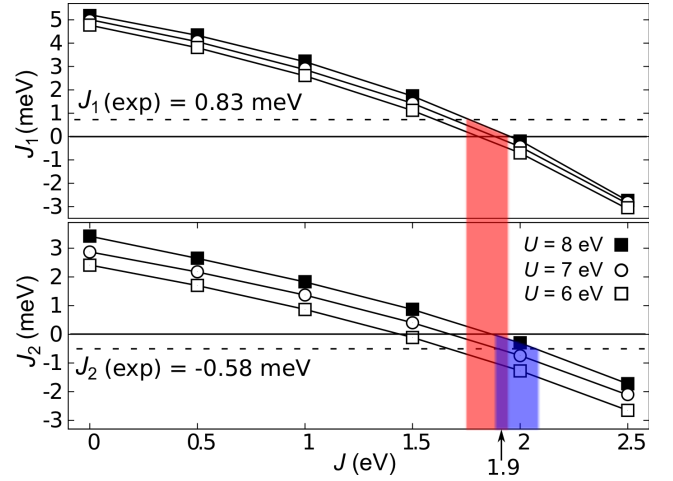 5
4
3
2
1
0
-1
-2
-3
J1 (meV)
J1 (exp) = 0.83 meV
3
2
1
0
-1
-2
-3
J2 (meV)
U = 8 eV
U = 7 eV
U = 6 eV
J2 (exp) = -0.58 meV
0 0.5 1 1.5 2 2.5
J (eV)
1.9